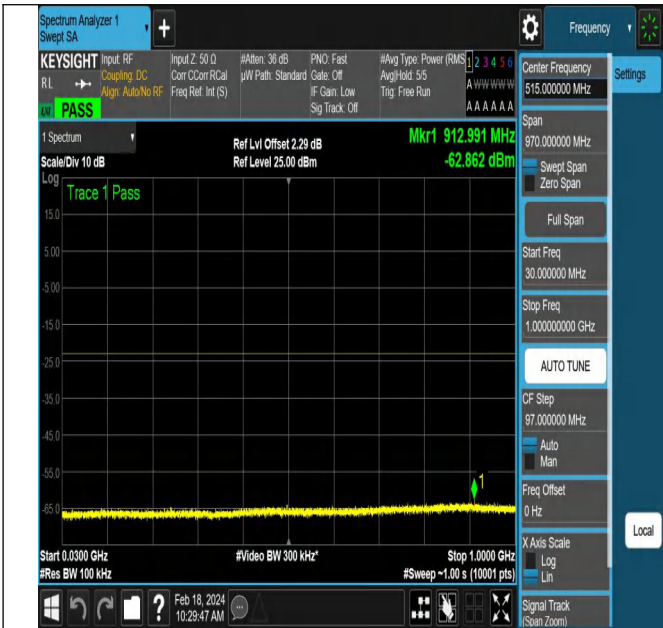 Spectrum Analyzer 1
Swept SA
+
Frequency
KEYSIGHT
RL
PASS
Input: RF
Coupling: DC
Align: Auto/No RF
Input Z: 50 Ω
Corr CCorr RCal
Freq Ref: Int (S)
#Atten: 36 dB
µW Path: Standard
PNO: Fast
Gate: Off
IF Gain: Low
Sig Track: Off
#Avg Type: Power (RMS
Avg|Hold: 5/5
Trig: Free Run
1 2 3 4 5 6
A W W W W W
A A A A A A
1 Spectrum
Scale/Div 10 dB
Log
Ref Lvl Offset 2.29 dB
Ref Level 25.00 dBm
Mkr1 912.991 MHz
-62.862 dBm
Trace 1 Pass
15.0
5.00
-5.00
-15.0
-25.0
-35.0
-45.0
-55.0
-65.0
1
Start 0.0300 GHz
#Res BW 100 kHz
#Video BW 300 kHz*
Stop 1.0000 GHz
#Sweep ~1.00 s (10001 pts)
?
Feb 18, 2024
10:29:47 AM
Center Frequency
515.000000 MHz
Settings
Span
970.000000 MHz
Swept Span
Zero Span
Full Span
Start Freq
30.000000 MHz
Stop Freq
1.000000000 GHz
AUTO TUNE
CF Step
97.000000 MHz
Auto
Man
Freq Offset
0 Hz
Local
X Axis Scale
Log
Lin
Signal Track
(Span Zoom)